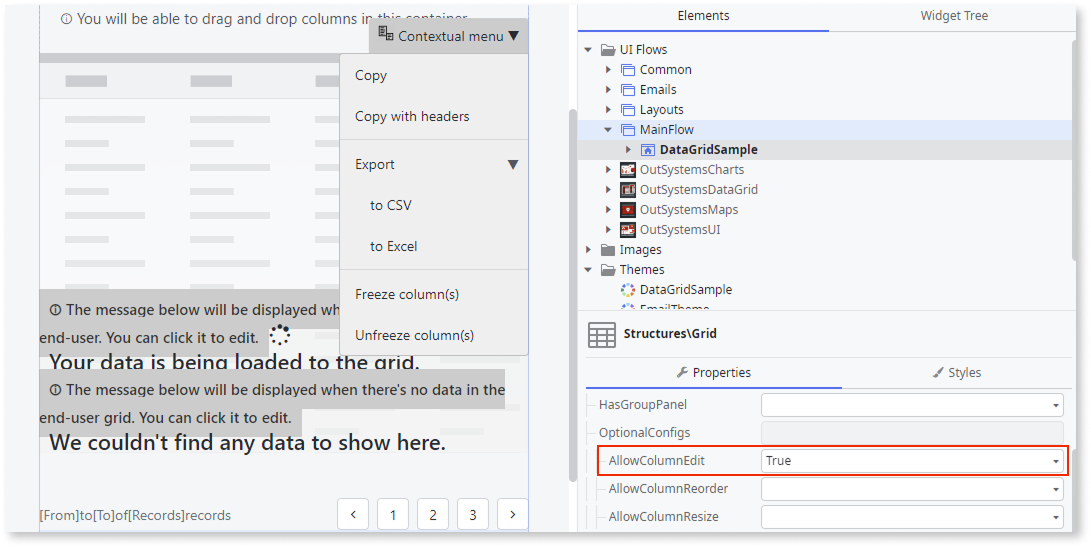 ⓘ You will be able to drag and drop columns in this container
Contextual menu ▼
Copy
Copy with headers
Export ▼
to CSV
to Excel
Freeze column(s)
Unfreeze column(s)
ⓘ The message below will be displayed wh
end-user. You can click it to edit.
Your data is being loaded to the grid.
ⓘ The message below will be displayed when there's no data in the
end-user grid. You can click it to edit.
We couldn't find any data to show here.
[From]to[To]of[Records]records
< 1 2 3 >
Elements
Widget Tree
UI Flows
Common
Emails
Layouts
MainFlow
DataGridSample
OutSystemsCharts
OutSystemsDataGrid
OutSystemsMaps
OutSystemsUI
Images
Themes
DataGridSample
EmailTheme
Structures\Grid
Properties
Styles
HasGroupPanel
OptionalConfigs
AllowColumnEdit True
AllowColumnReorder
AllowColumnResize